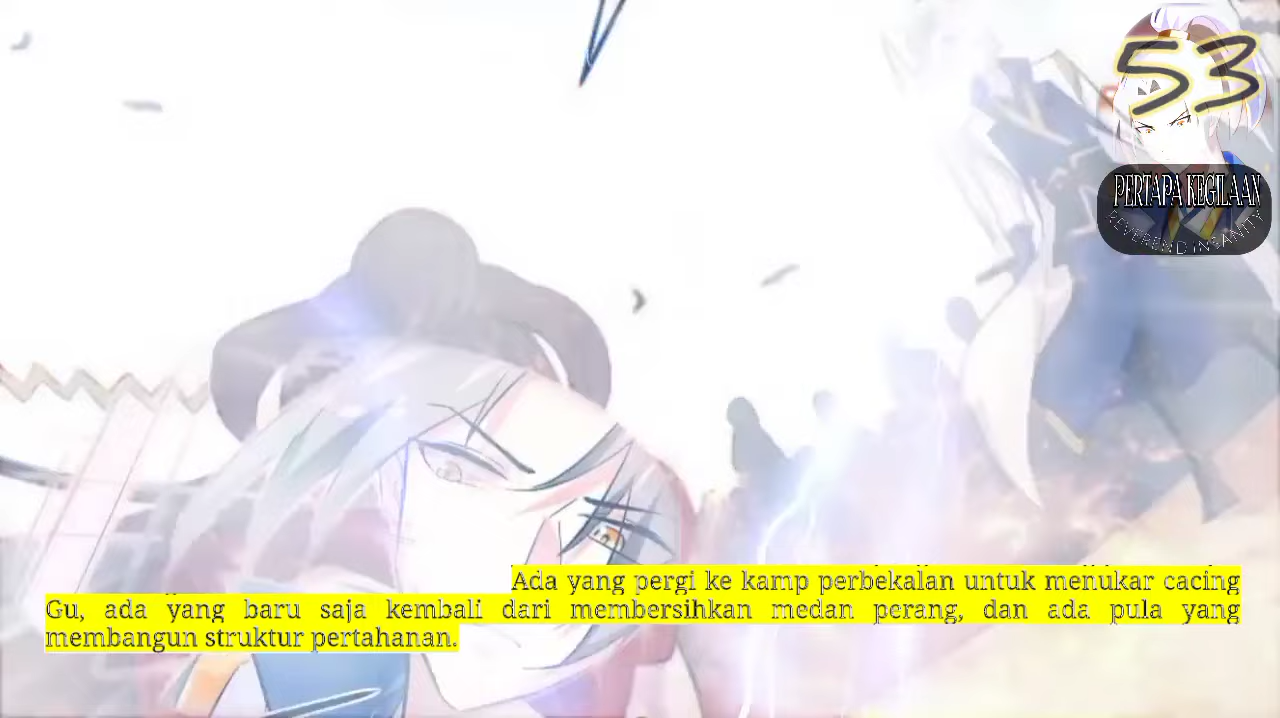 53
PERTAPA KEGILAAN
REVEREND INSANITY
Ada yang pergi ke kamp perbekalan untuk menukar cacing
Gu, ada yang baru saja kembali dari membersihkan medan perang, dan ada pula yang
membangun struktur pertahanan.